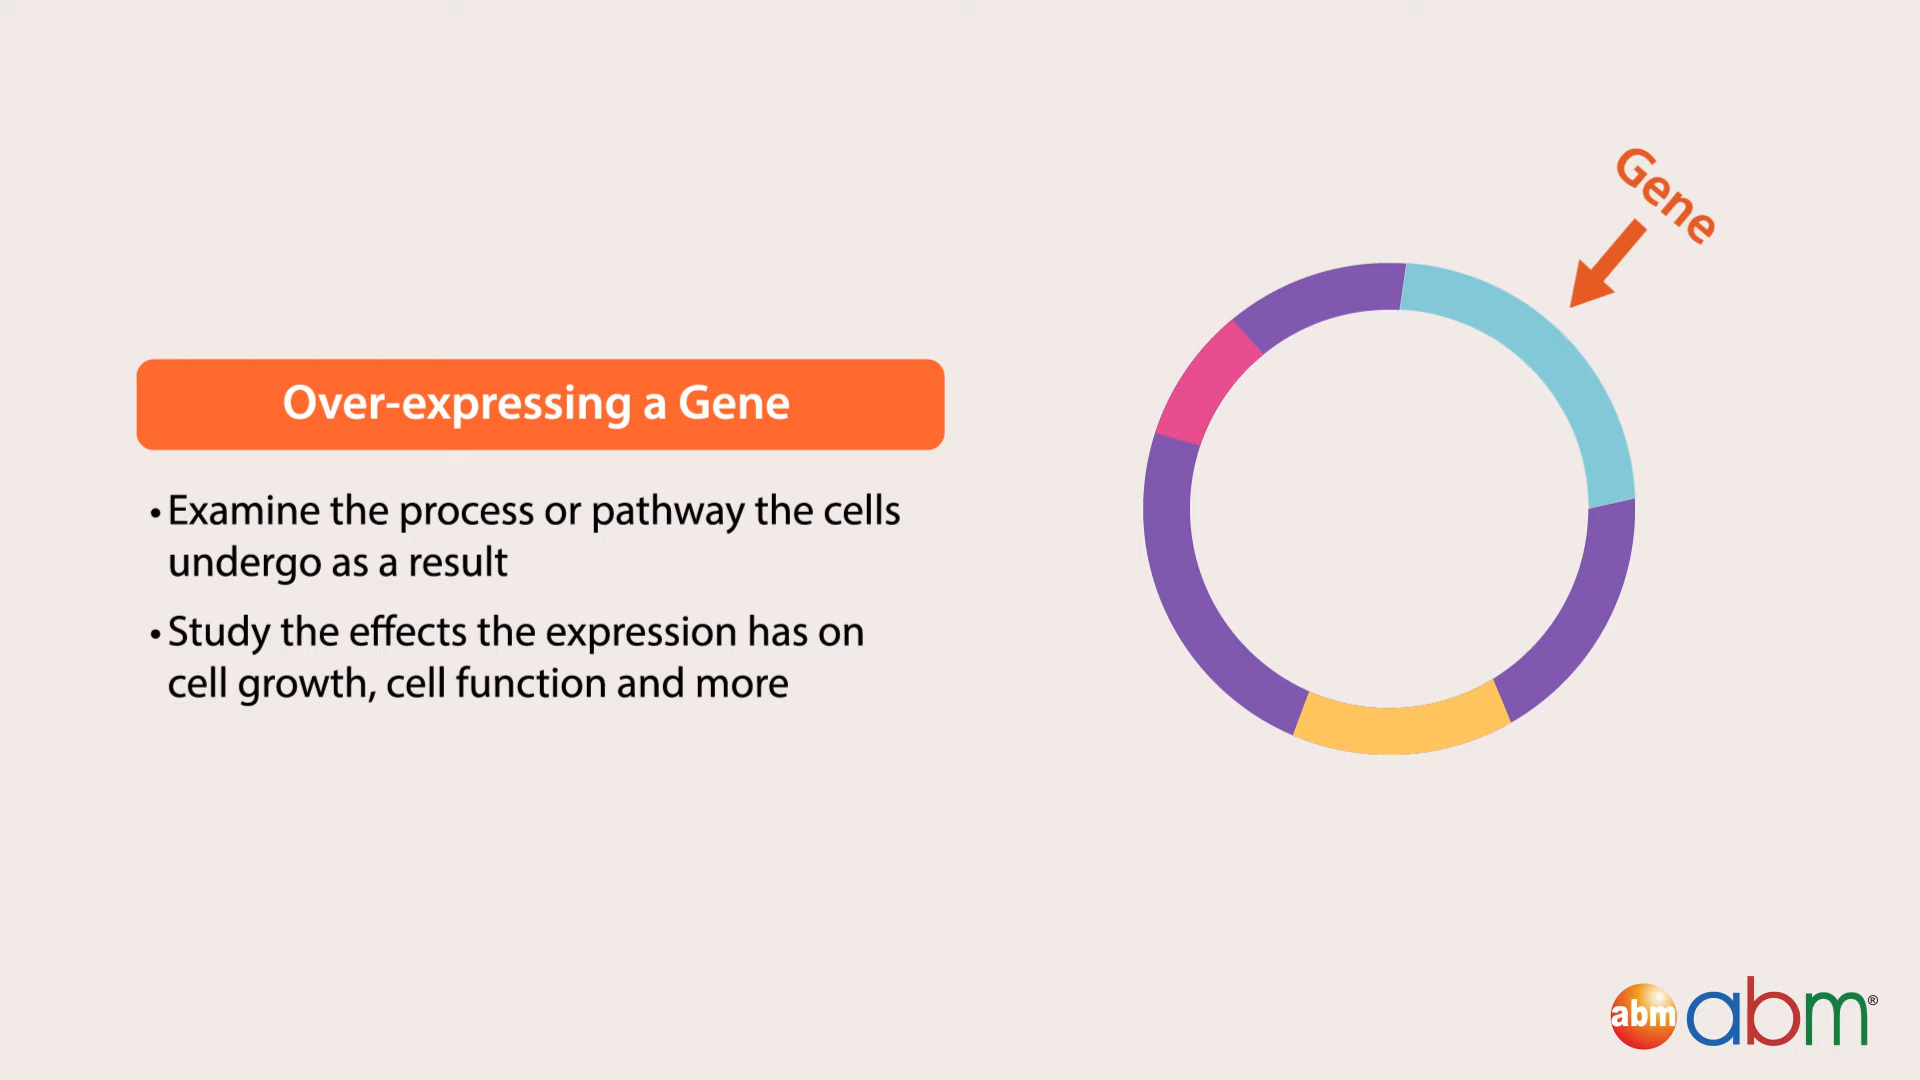 Gene
Over-expressing a Gene
• Examine the process or pathway the cells
undergo as a result
• Study the effects the expression has on
cell growth, cell function and more
abm abm®